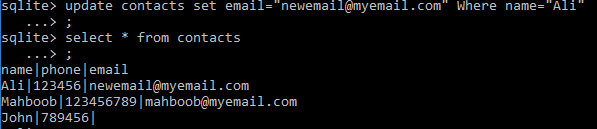 sqlite> update contacts set email="newemail@myemail.com" Where name="Ali"
...> ;
sqlite> select * from contacts
...> ;
name|phone|email
Ali|123456|newemail@myemail.com
Mahboob|123456789|mahboob@myemail.com
John|789456|